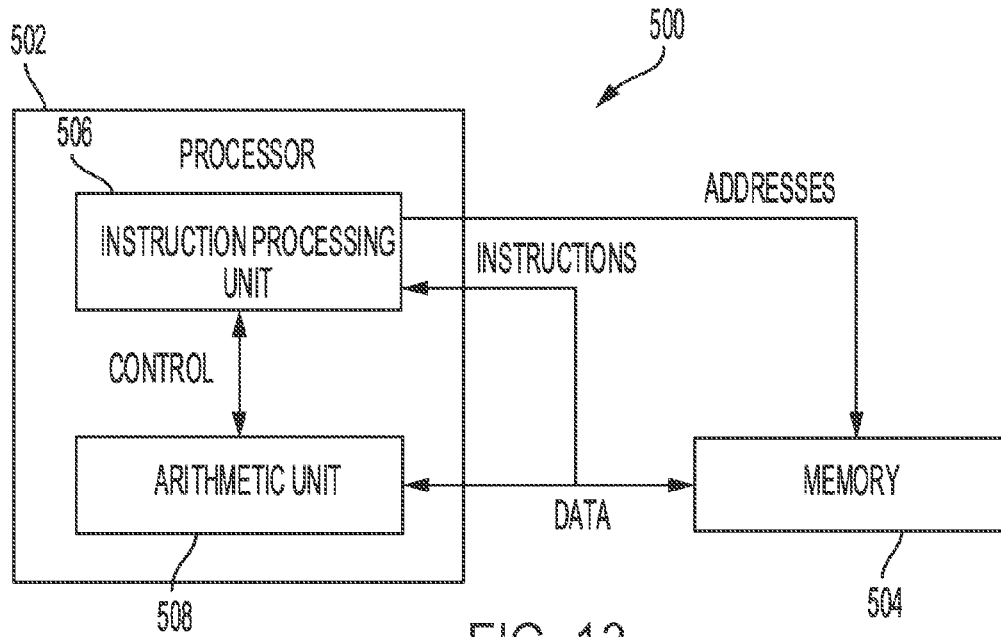 502
500
506
PROCESSOR
ADDRESSES
INSTRUCTION PROCESSING
UNIT
INSTRUCTIONS
CONTROL
ARITHMETIC UNIT
MEMORY
DATA
508
504